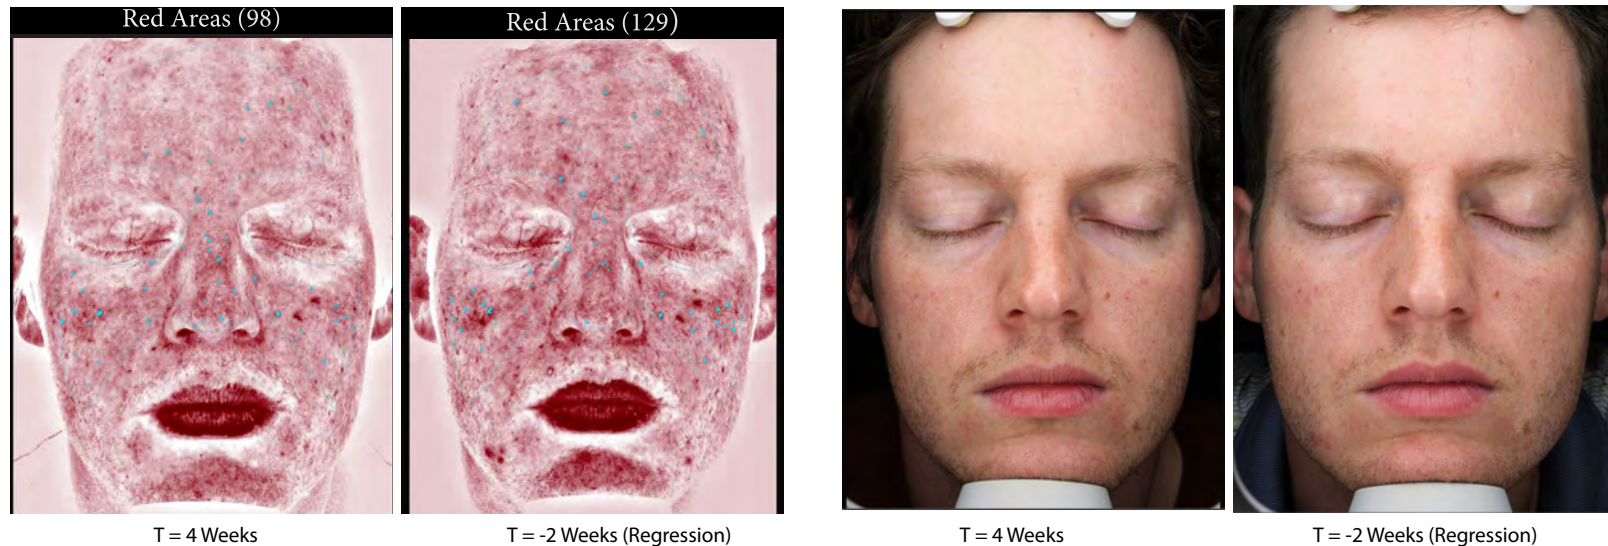 Red Areas (98)
Red Areas (129)
T = 4 Weeks
T = -2 Weeks (Regression)
T = 4 Weeks
T = -2 Weeks (Regression)